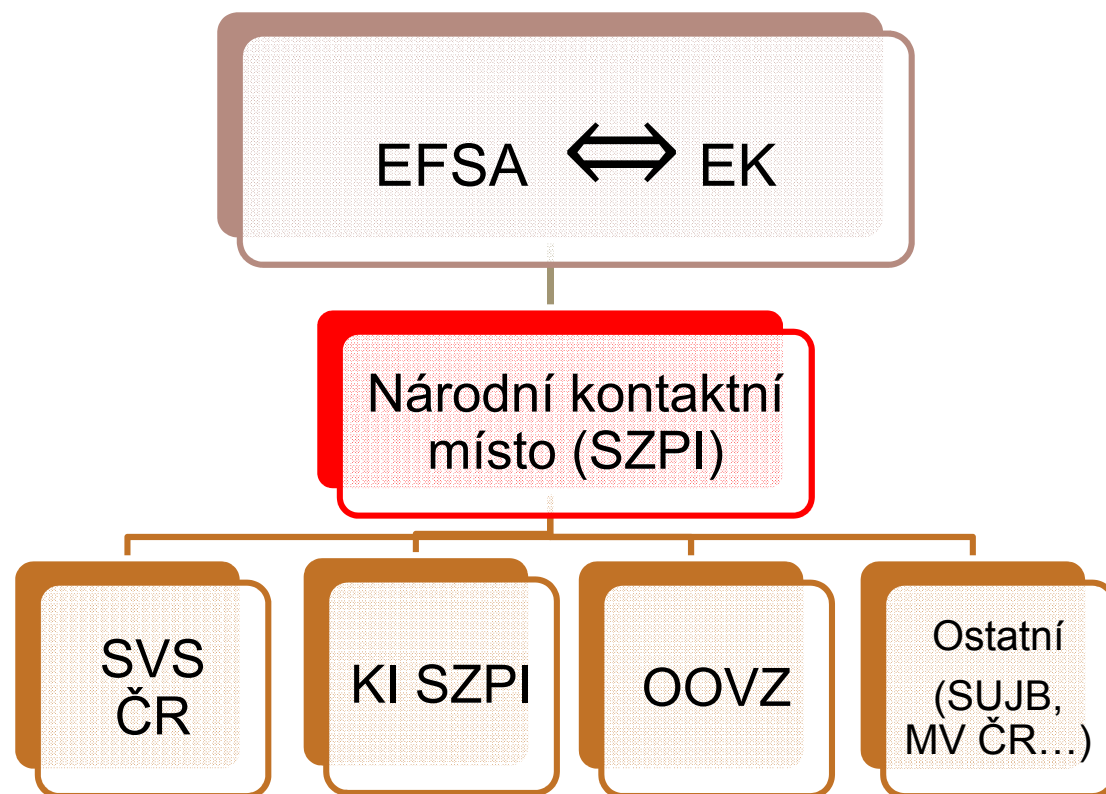 EFSA ⇔ EK
Národní kontaktní
místo (SZPI)
SVS
ČR
KI SZPI
OOVZ
Ostatní
(SUJB,
MV ČR…)